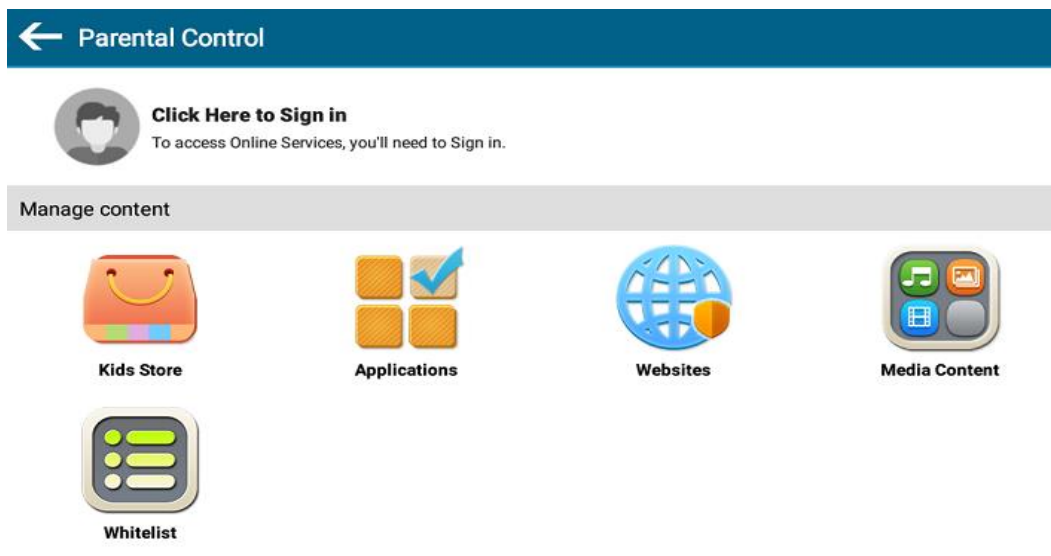 Parental Control
Click Here to Sign in
To access Online Services, you'll need to Sign in.
Manage content
Kids Store
Applications
Websites
Media Content
Whitelist